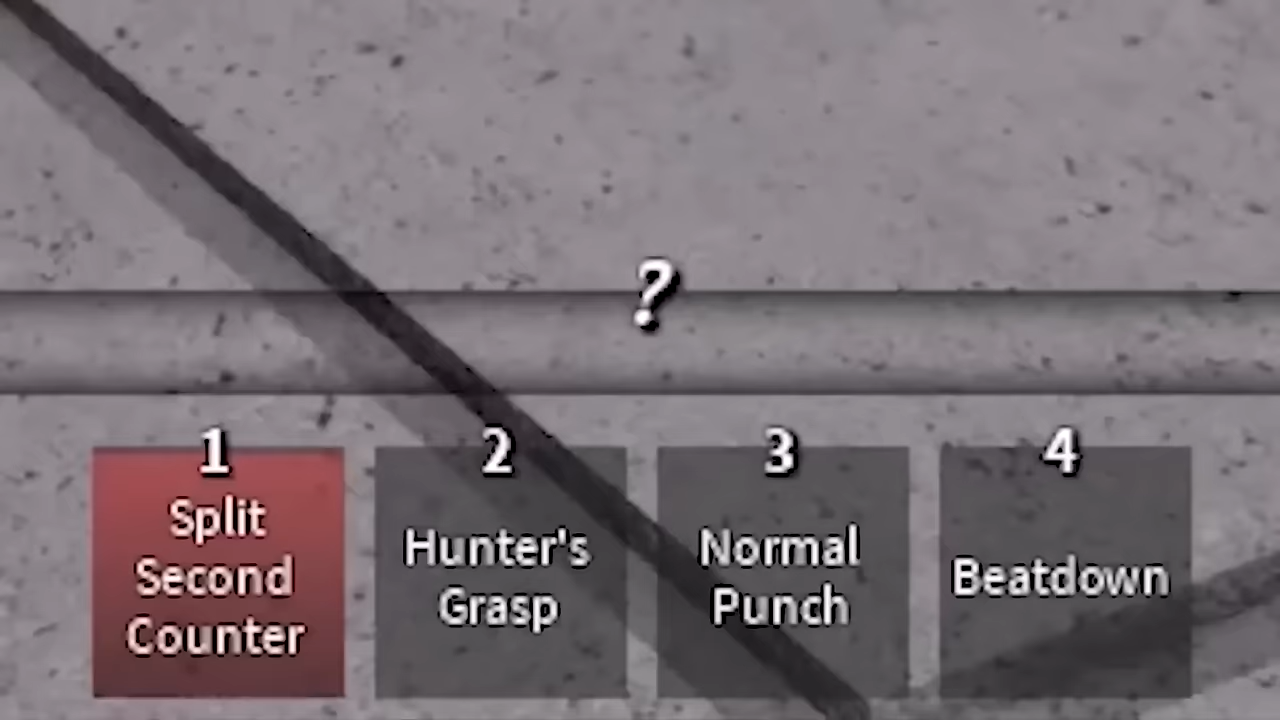 ?
1
Split
Second
Counter
2
Hunter's
Grasp
3
Normal
Punch
4
Beatdown